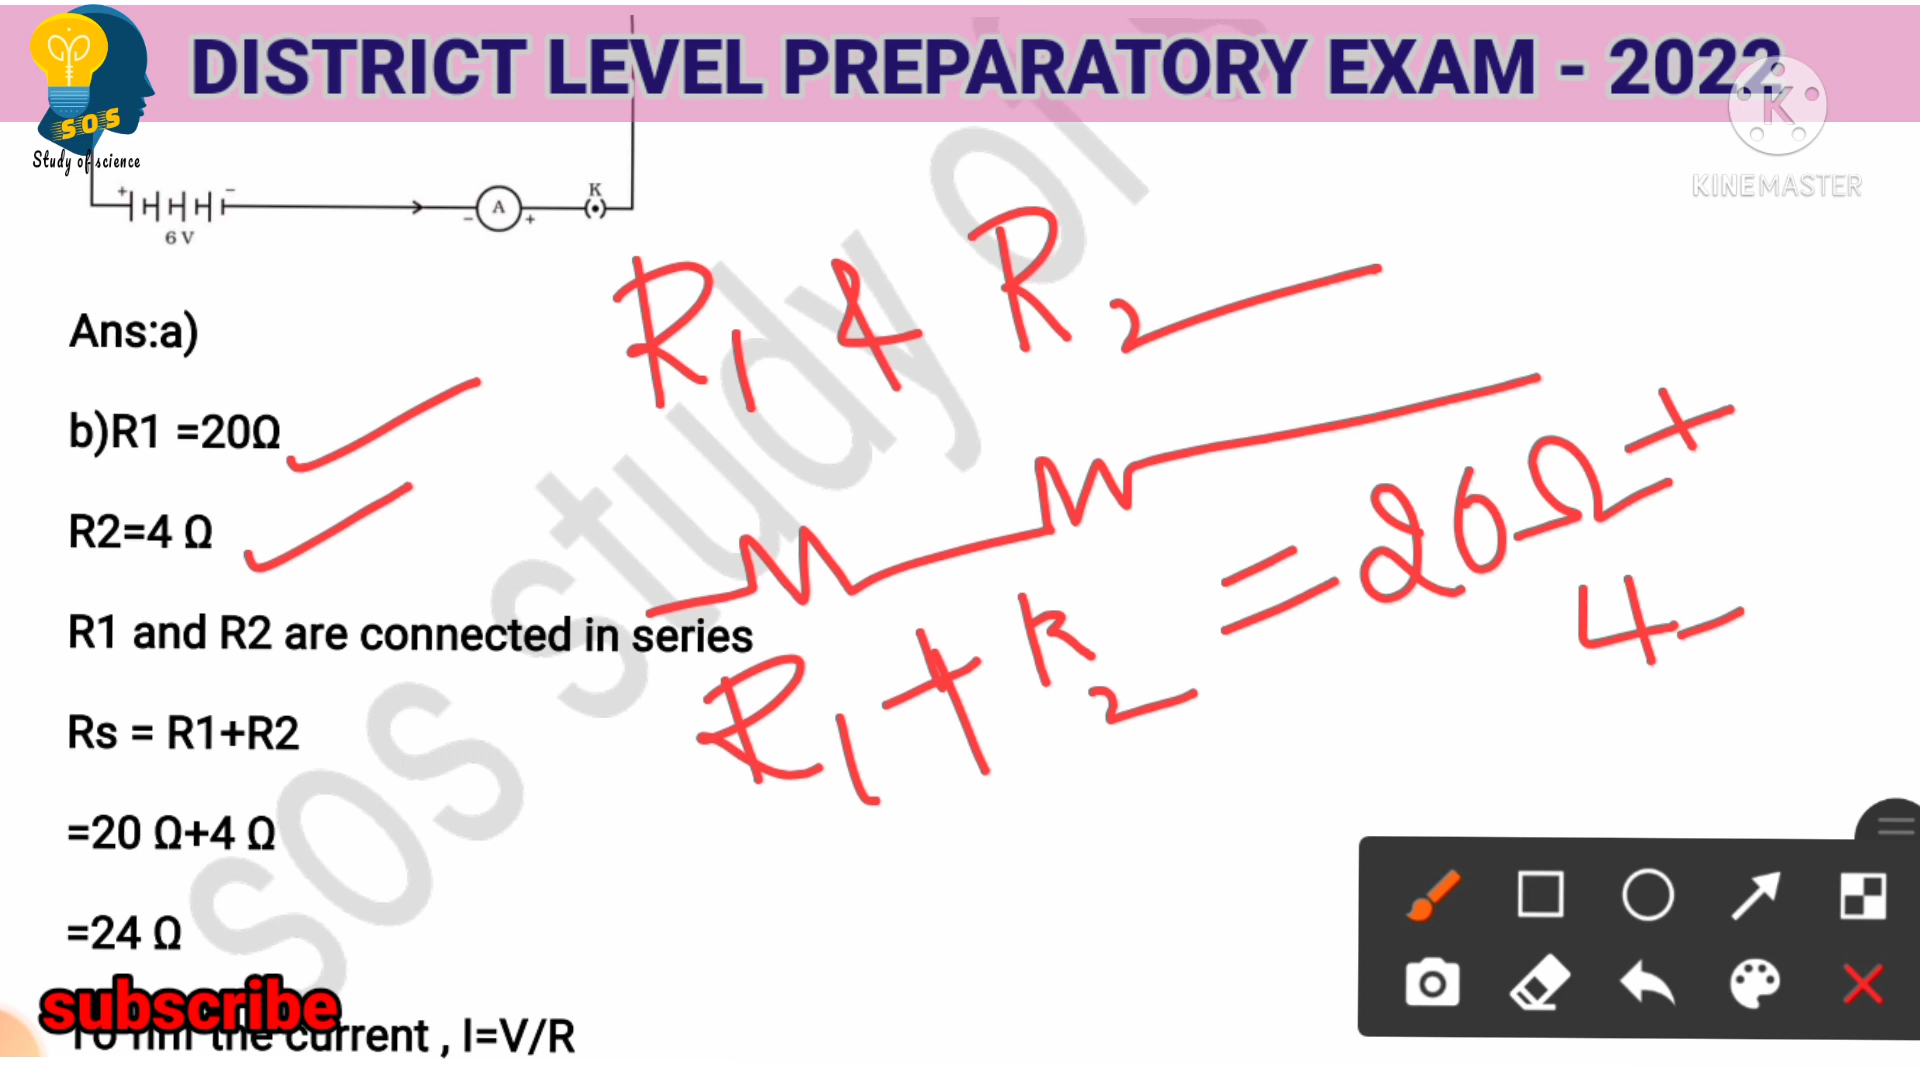 DISTRICT LEVEL PREPARATORY EXAM - 2022
SOS
Study of science
K
KINEMASTER
+ −
6 V
− A +
K
R1 & R2
Ans:a)
b)R1 =20Ω
R2=4 Ω
R1 and R2 are connected in series
R1+R2 = 20Ω +
4
Rs = R1+R2
=20 Ω+4 Ω
=24 Ω
subscribe
the current , I=V/R
sos study of